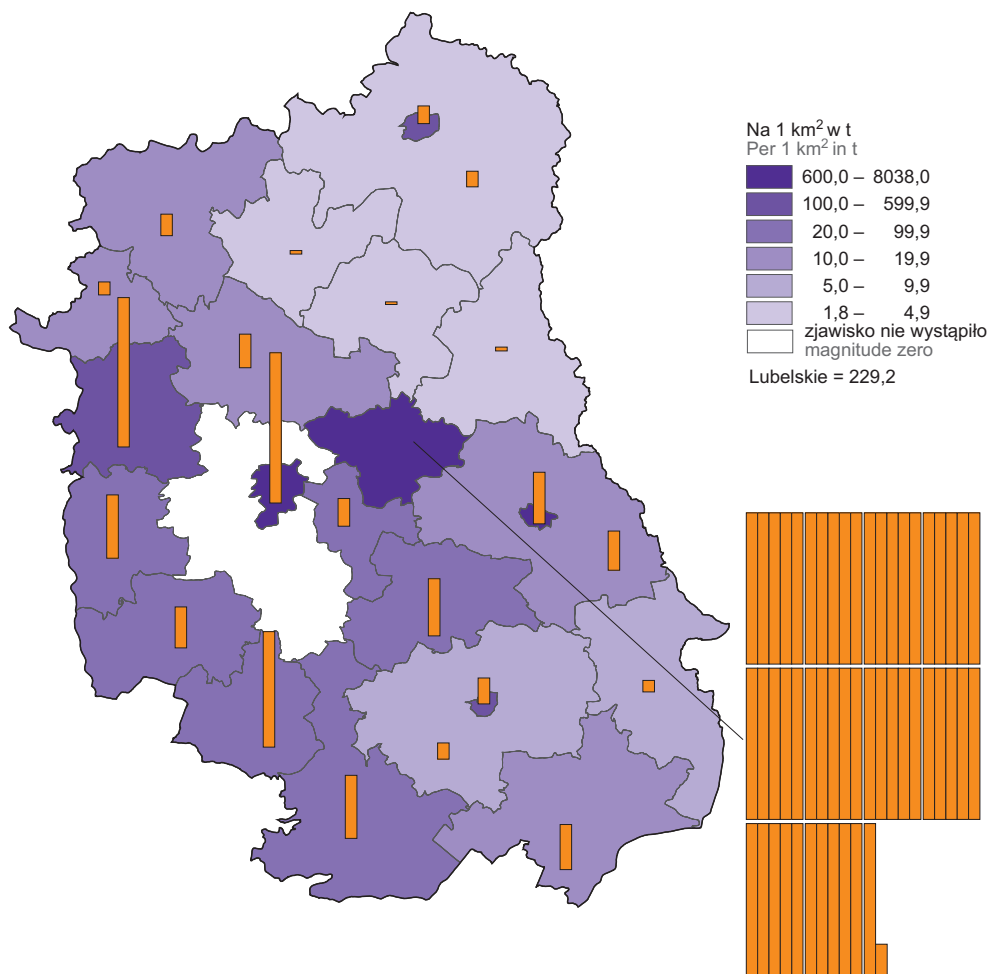 Na 1 km² w t
Per 1 km² in t
600,0 – 8038,0
100,0 – 599,9
20,0 – 99,9
10,0 – 19,9
5,0 – 9,9
1,8 – 4,9
zjawisko nie wystąpiło
magnitude zero
Lubelskie = 229,2